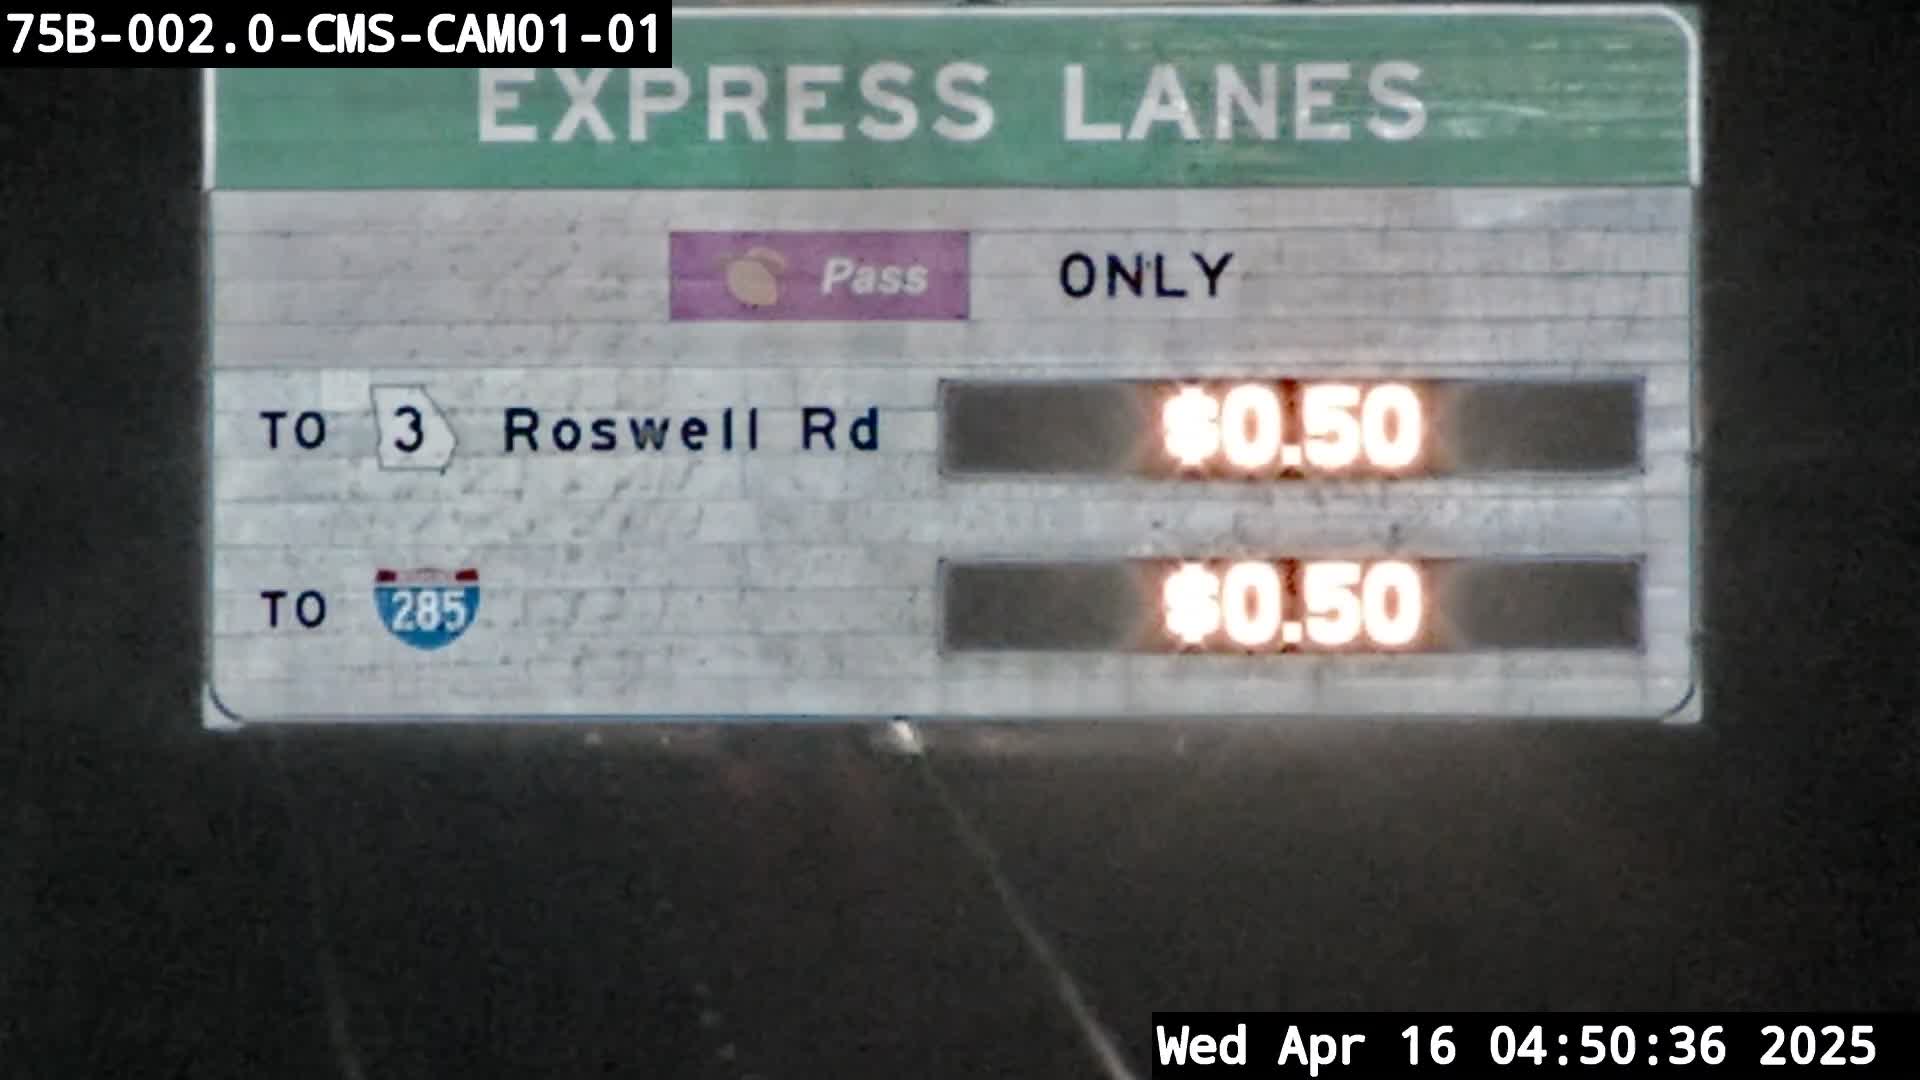 75B-002.0-CMS-CAM01-01
EXPRESS LANES
Pass ONLY
TO 3 Roswell Rd $0.50
TO 285 $0.50
Wed Apr 16 04:50:36 2025